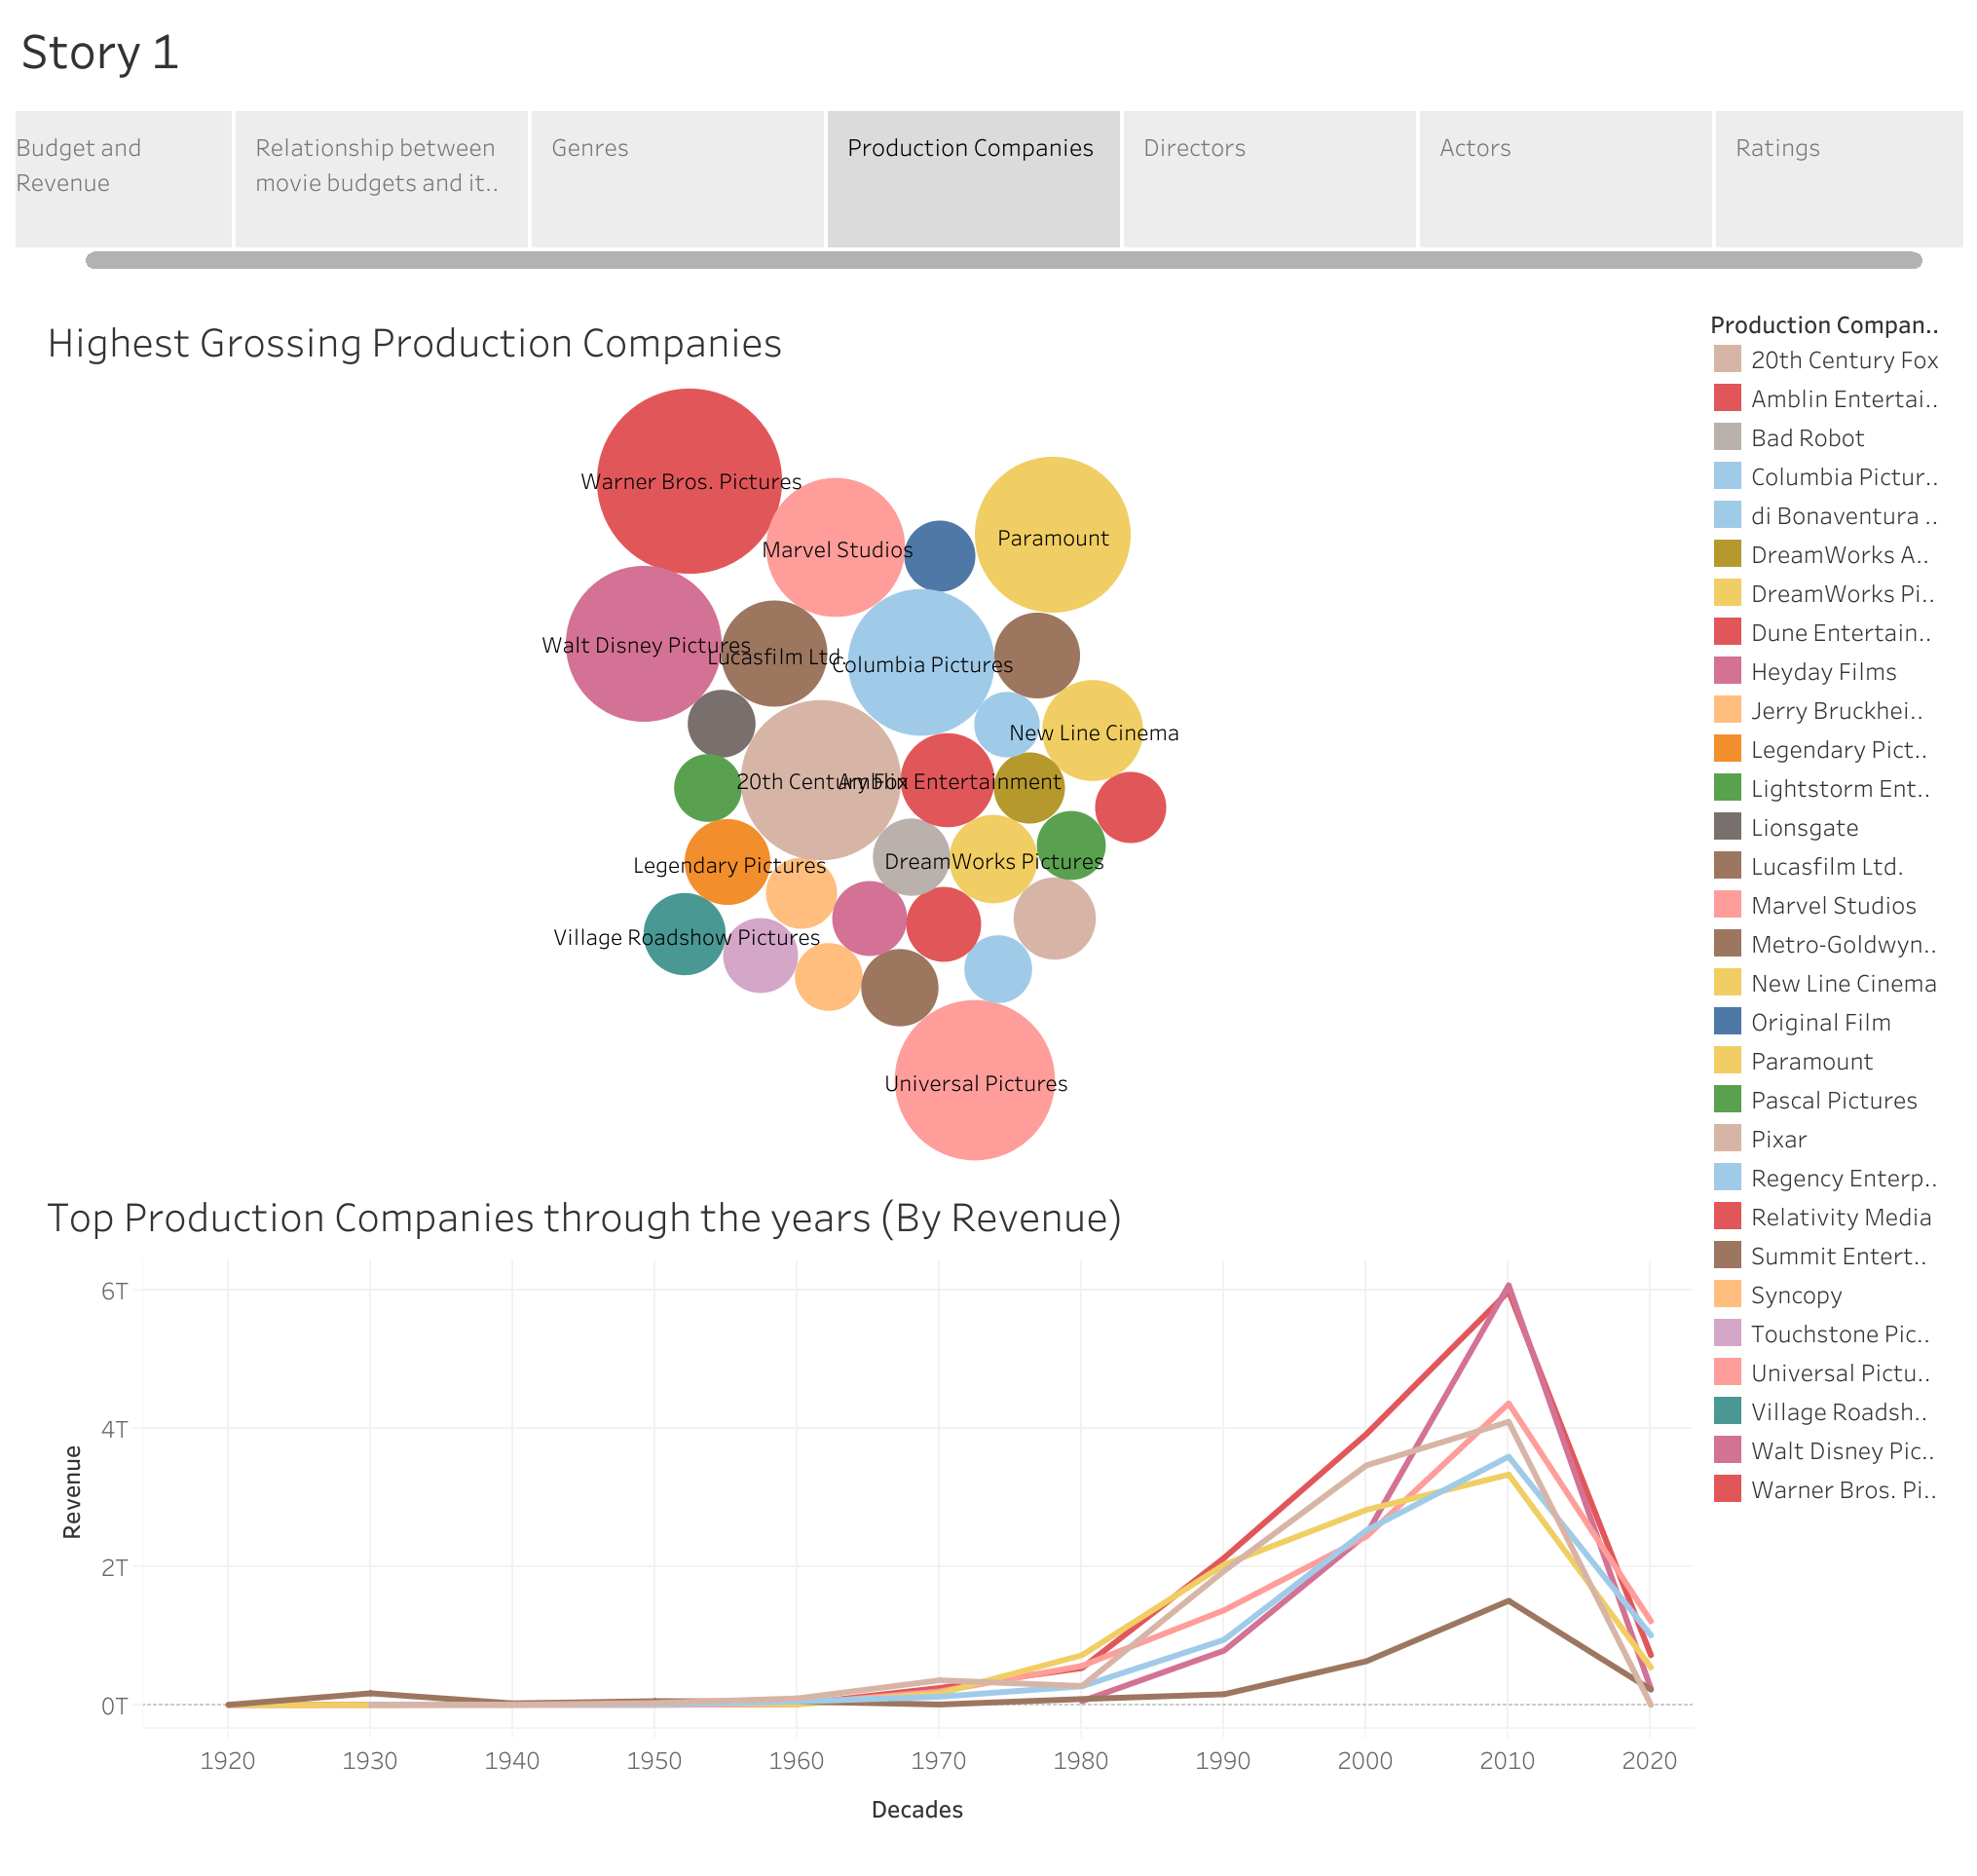 Story 1
Budget and
Revenue
Relationship between
movie budgets and it..
Genres
Production Companies
Directors
Actors
Ratings
Highest Grossing Production Companies
Warner Bros. Pictures
Marvel Studios
Paramount
Walt Disney Pictures
Lucasfilm Ltd.
Columbia Pictures
New Line Cinema
20th Century Fox
Amblin Entertainment
DreamWorks Pictures
Legendary Pictures
Village Roadshow Pictures
Universal Pictures
Production Compan..
20th Century Fox
Amblin Entertai..
Bad Robot
Columbia Pictur..
di Bonaventura ..
DreamWorks A..
DreamWorks Pi..
Dune Entertain..
Heyday Films
Jerry Bruckhei..
Legendary Pict..
Lightstorm Ent..
Lionsgate
Lucasfilm Ltd.
Marvel Studios
Metro-Goldwyn..
New Line Cinema
Original Film
Paramount
Pascal Pictures
Pixar
Regency Enterp..
Relativity Media
Summit Entert..
Syncopy
Touchstone Pic..
Universal Pictu..
Village Roadsh..
Walt Disney Pic..
Warner Bros. Pi..
Top Production Companies through the years (By Revenue)
6T
4T
2T
0T
Revenue
1920 1930 1940 1950 1960 1970 1980 1990 2000 2010 2020
Decades